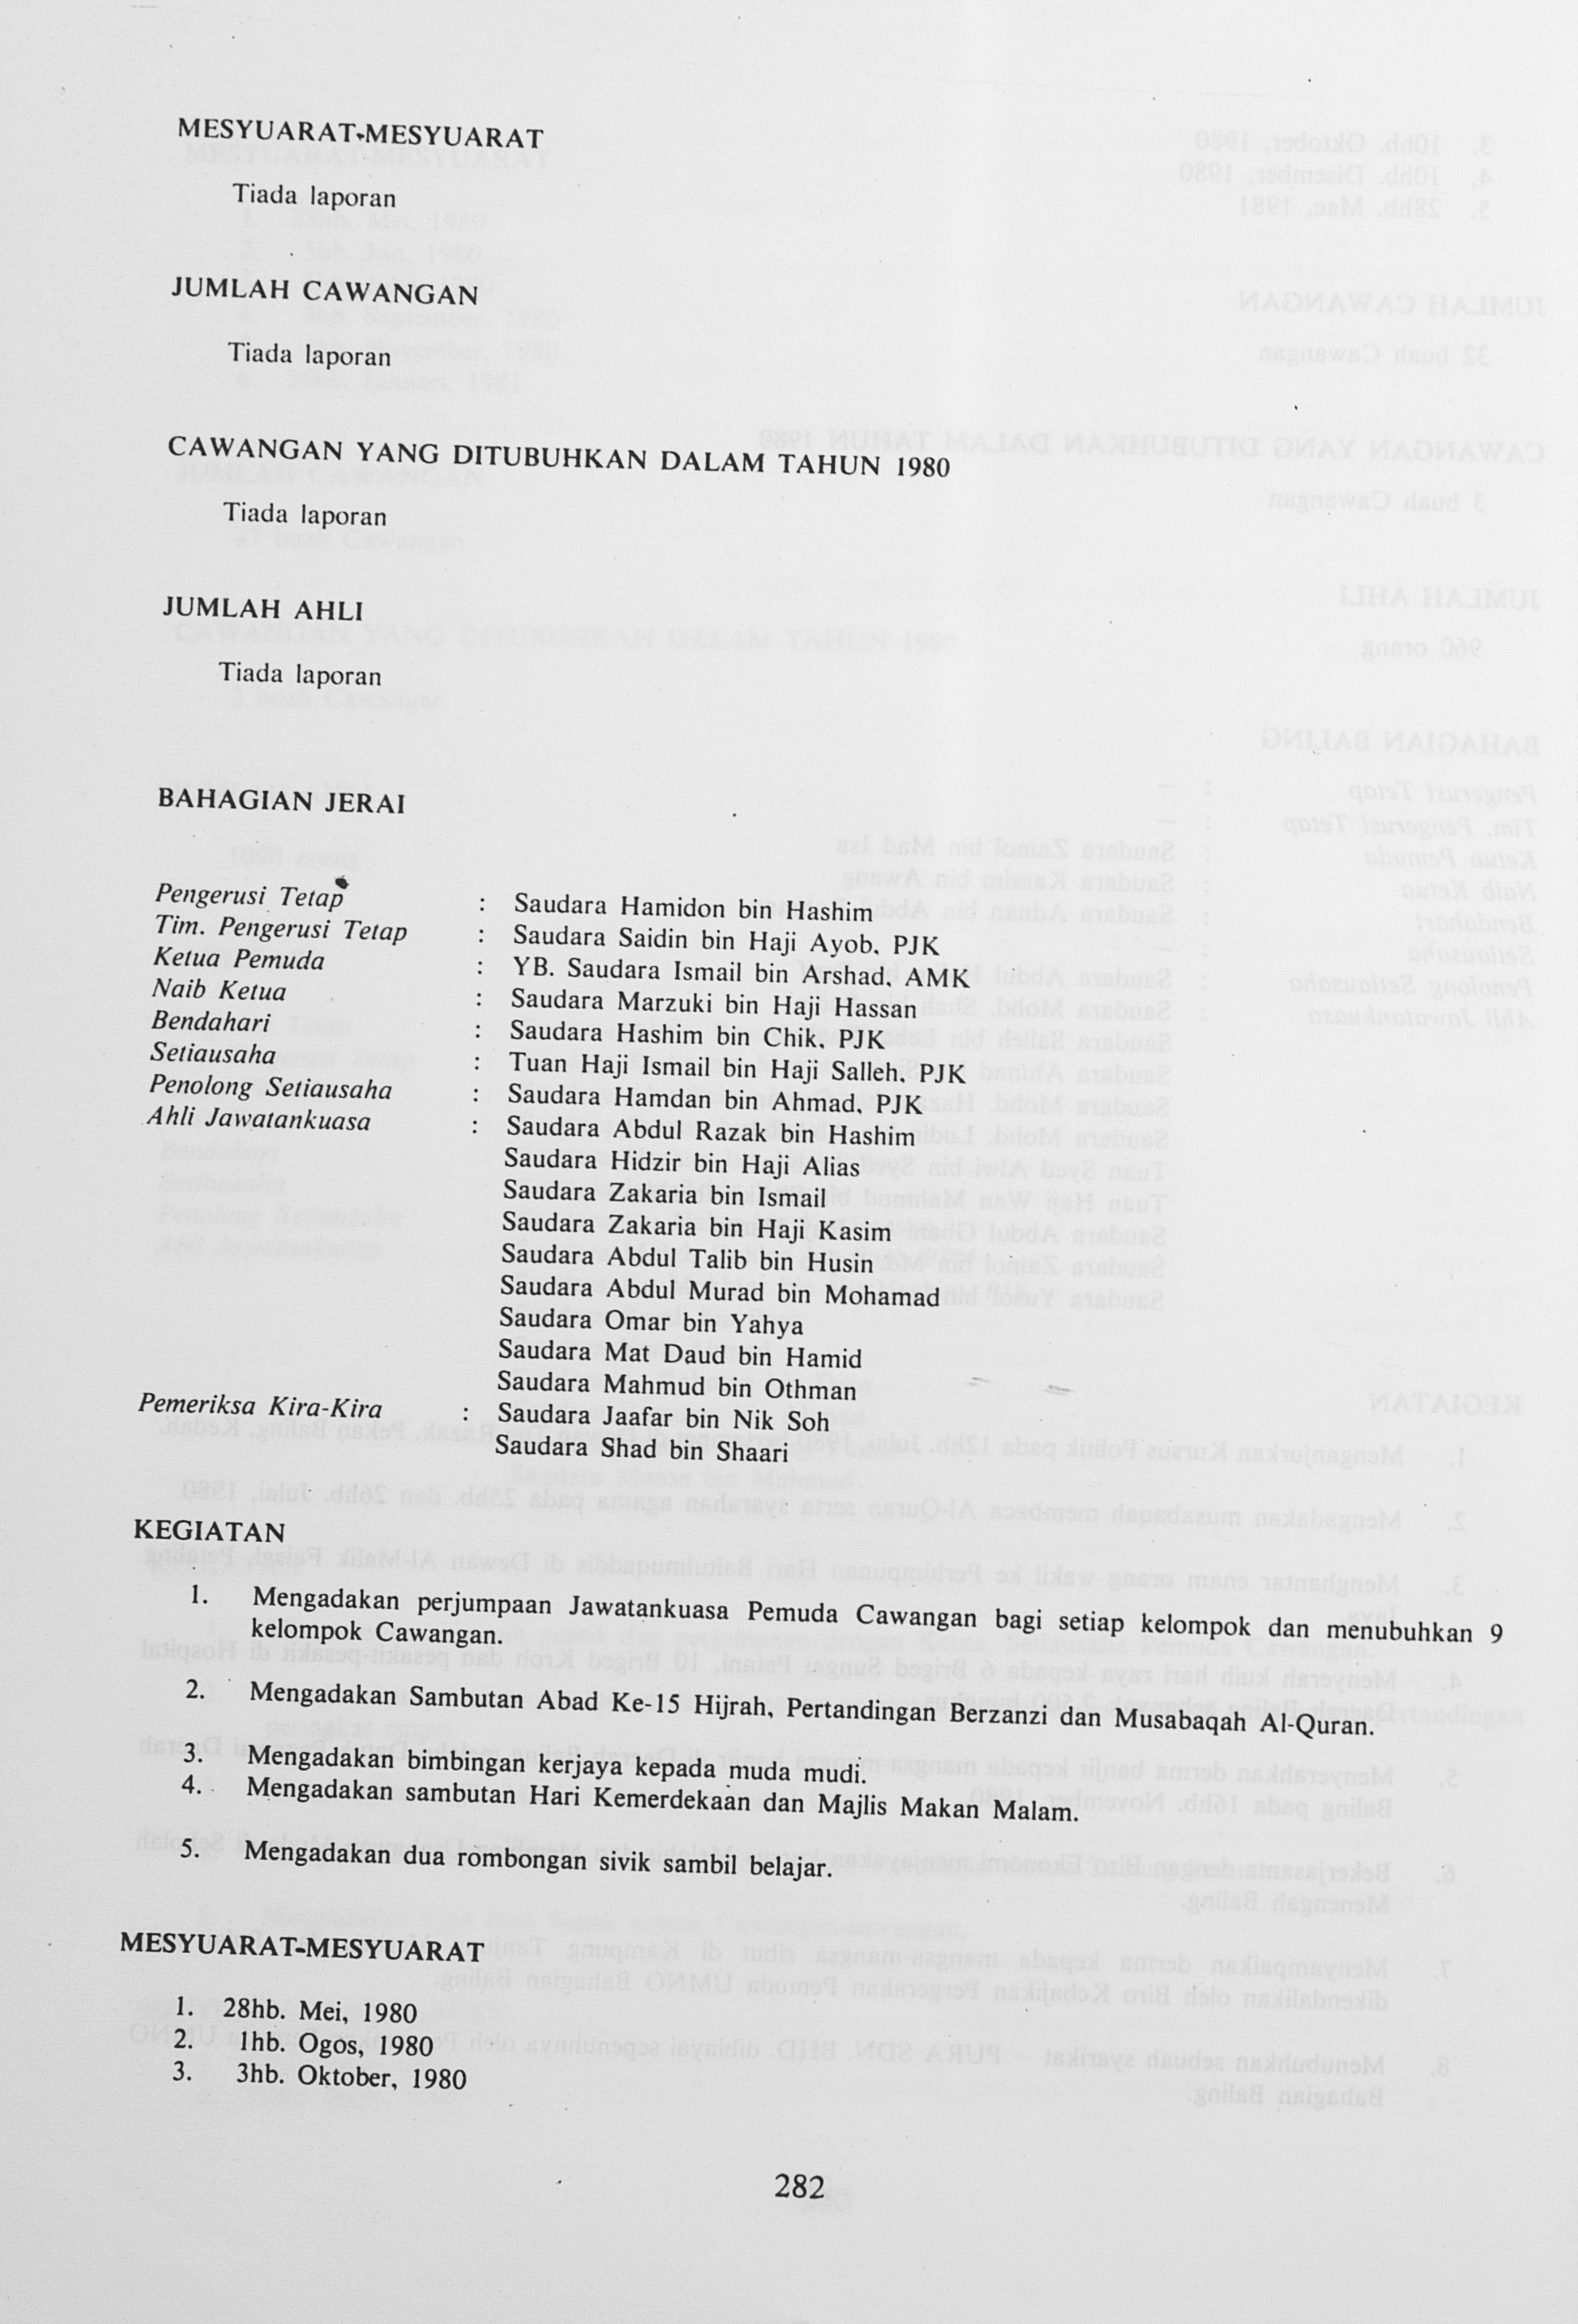 MESYUARAT-MESYUARAT
Tiada laporan
JUMLAH CAWANGAN
Tiada laporan
CAWANGAN YANG DITUBUHKAN DALAM TAHUN 1980
Tiada laporan
JUMLAH AHLI
Tiada laporan
BAHAGIAN JERAI
Pengerusi Tetap : Saudara Hamidon bin Hashim
Tim. Pengerusi Tetap : Saudara Saidin bin Haji Ayob, PJK
Ketua Pemuda : YB. Saudara Ismail bin Arshad, AMK
Naib Ketua : Saudara Marzuki bin Haji Hassan
Bendahari : Saudara Hashim bin Chik, PJK
Setiausaha : Tuan Haji Ismail bin Haji Salleh, PJK
Penolong Setiausaha : Saudara Hamdan bin Ahmad, PJK
Ahli Jawatankuasa : Saudara Abdul Razak bin Hashim
Saudara Hidzir bin Haji Alias
Saudara Zakaria bin Ismail
Saudara Zakaria bin Haji Kasim
Saudara Abdul Talib bin Husin
Saudara Abdul Murad bin Mohamad
Saudara Omar bin Yahya
Saudara Mat Daud bin Hamid
Saudara Mahmud bin Othman
Pemeriksa Kira-Kira : Saudara Jaafar bin Nik Soh
Saudara Shad bin Shaari
KEGIATAN
1. Mengadakan perjumpaan Jawatankuasa Pemuda Cawangan bagi setiap kelompok dan menubuhkan 9
kelompok Cawangan.
2. Mengadakan Sambutan Abad Ke-15 Hijrah, Pertandingan Berzanzi dan Musabaqah Al-Quran.
3. Mengadakan bimbingan kerjaya kepada muda mudi.
4. Mengadakan sambutan Hari Kemerdekaan dan Majlis Makan Malam.
5. Mengadakan dua rombongan sivik sambil belajar.
MESYUARAT-MESYUARAT
1. 28hb. Mei, 1980
2. 1hb. Ogos, 1980
3. 3hb. Oktober, 1980
282